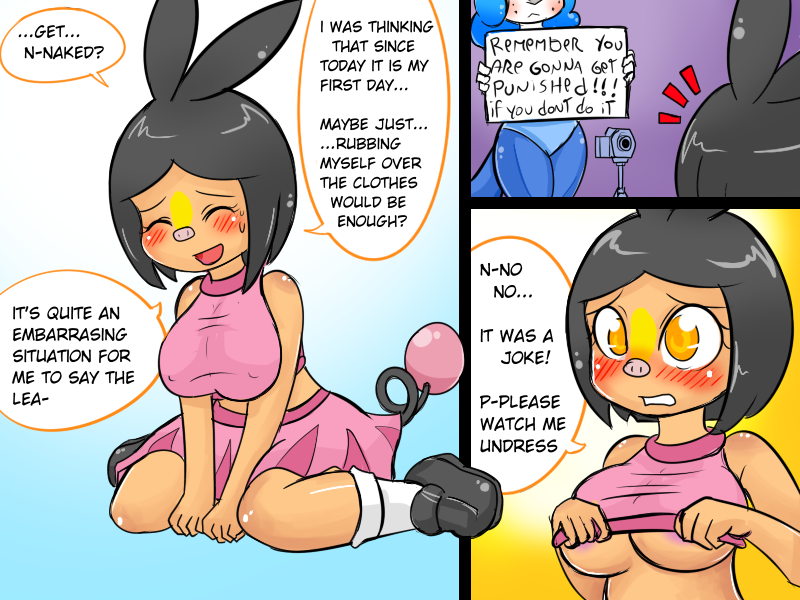 ...GET...
N-NAKED?
I WAS THINKING
THAT SINCE
TODAY IT IS MY
FIRST DAY...
MAYBE JUST...
...RUBBING
MYSELF OVER
THE CLOTHES
WOULD BE
ENOUGH?
IT'S QUITE AN
EMBARRASING
SITUATION FOR
ME TO SAY THE
LEA-
REMEMBER YOU
ARE GONNA GET
PUNISHEd!!!
if you dont do it
N-NO
NO...
IT WAS A
JOKE!
P-PLEASE
WATCH ME
UNDRESS